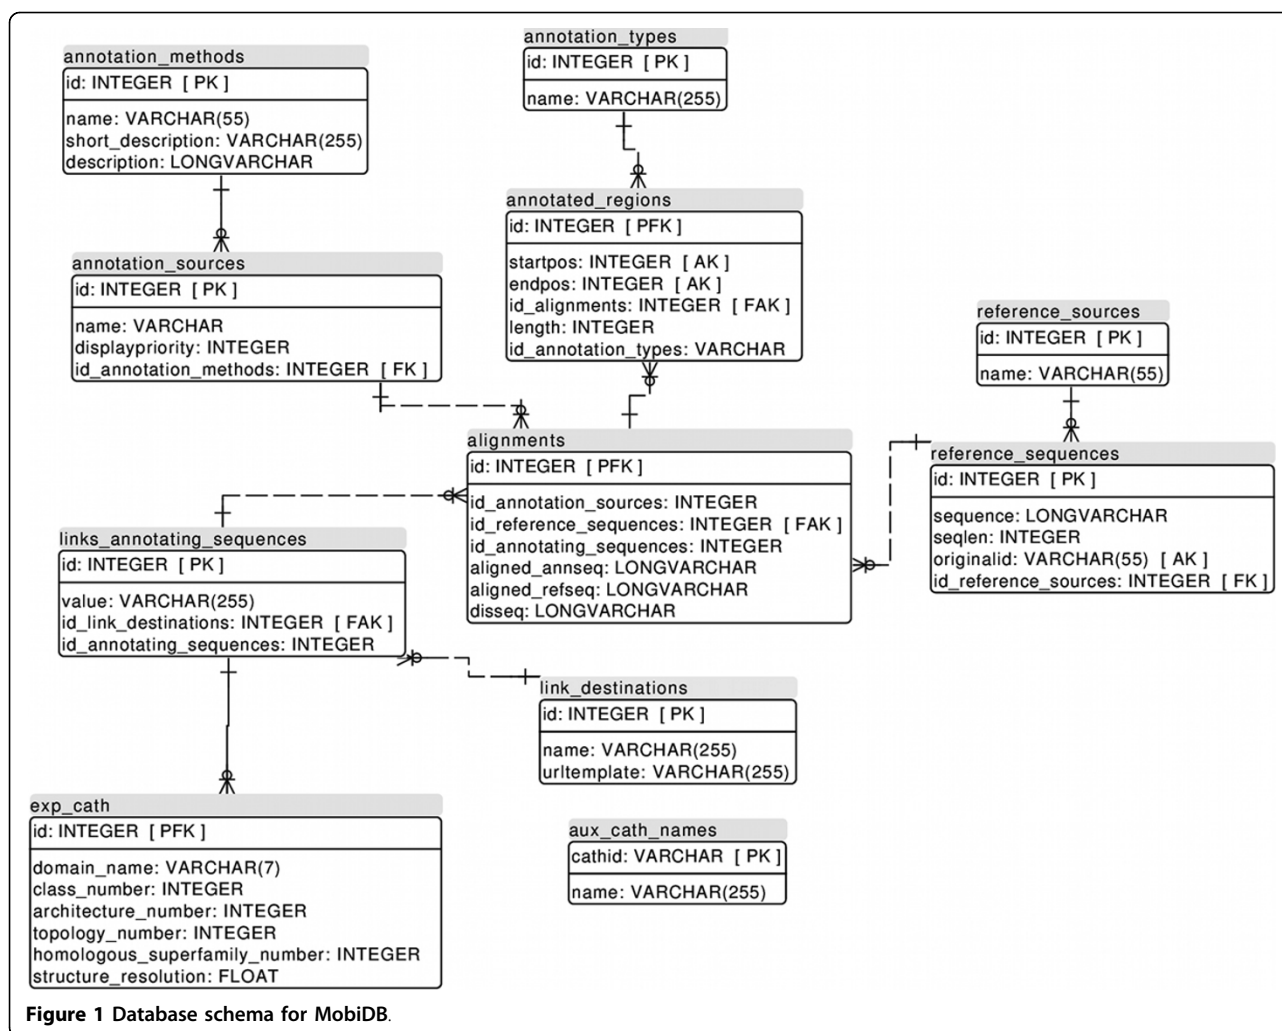 annotation_methods
id: INTEGER [ PK ]
name: VARCHAR(55)
short_description: VARCHAR(255)
description: LONGVARCHAR
annotation_types
id: INTEGER [ PK ]
name: VARCHAR(255)
annotation_sources
id: INTEGER [ PK ]
name: VARCHAR
displaypriority: INTEGER
id_annotation_methods: INTEGER [ FK ]
annotated_regions
id: INTEGER [ PFK ]
startpos: INTEGER [ AK ]
endpos: INTEGER [ AK ]
id_alignments: INTEGER [ FAK ]
length: INTEGER
id_annotation_types: VARCHAR
reference_sources
id: INTEGER [ PK ]
name: VARCHAR(55)
alignments
id: INTEGER [ PFK ]
id_annotation_sources: INTEGER
id_reference_sequences: INTEGER [ FAK ]
id_annotating_sequences: INTEGER
aligned_annseq: LONGVARCHAR
aligned_refseq: LONGVARCHAR
disseq: LONGVARCHAR
reference_sequences
id: INTEGER [ PK ]
sequence: LONGVARCHAR
seqlen: INTEGER
originalid: VARCHAR(55) [ AK ]
id_reference_sources: INTEGER [ FK ]
links_annotating_sequences
id: INTEGER [ PK ]
value: VARCHAR(255)
id_link_destinations: INTEGER [ FAK ]
id_annotating_sequences: INTEGER
link_destinations
id: INTEGER [ PK ]
name: VARCHAR(255)
urltemplate: VARCHAR(255)
exp_cath
id: INTEGER [ PFK ]
domain_name: VARCHAR(7)
class_number: INTEGER
architecture_number: INTEGER
topology_number: INTEGER
homologous_superfamily_number: INTEGER
structure_resolution: FLOAT
aux_cath_names
cathid: VARCHAR [ PK ]
name: VARCHAR(255)
Figure 1 Database schema for MobiDB.